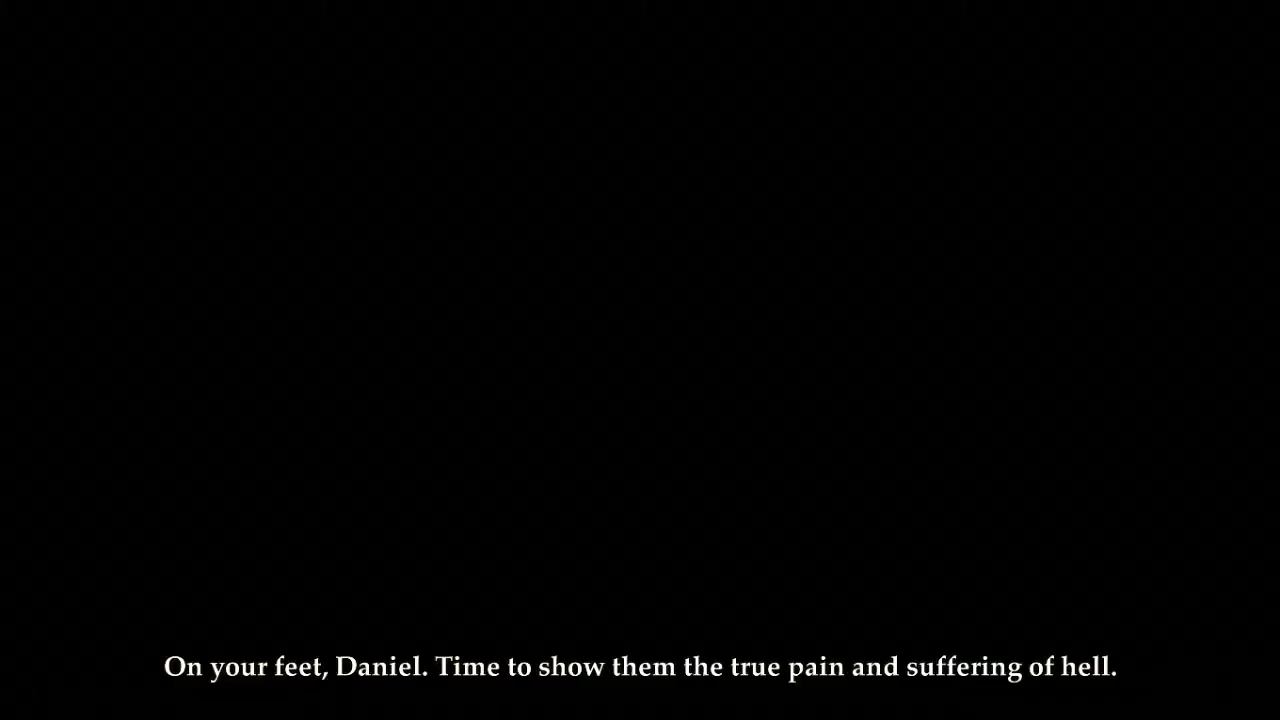 On your feet, Daniel. Time to show them the true pain and suffering of hell.